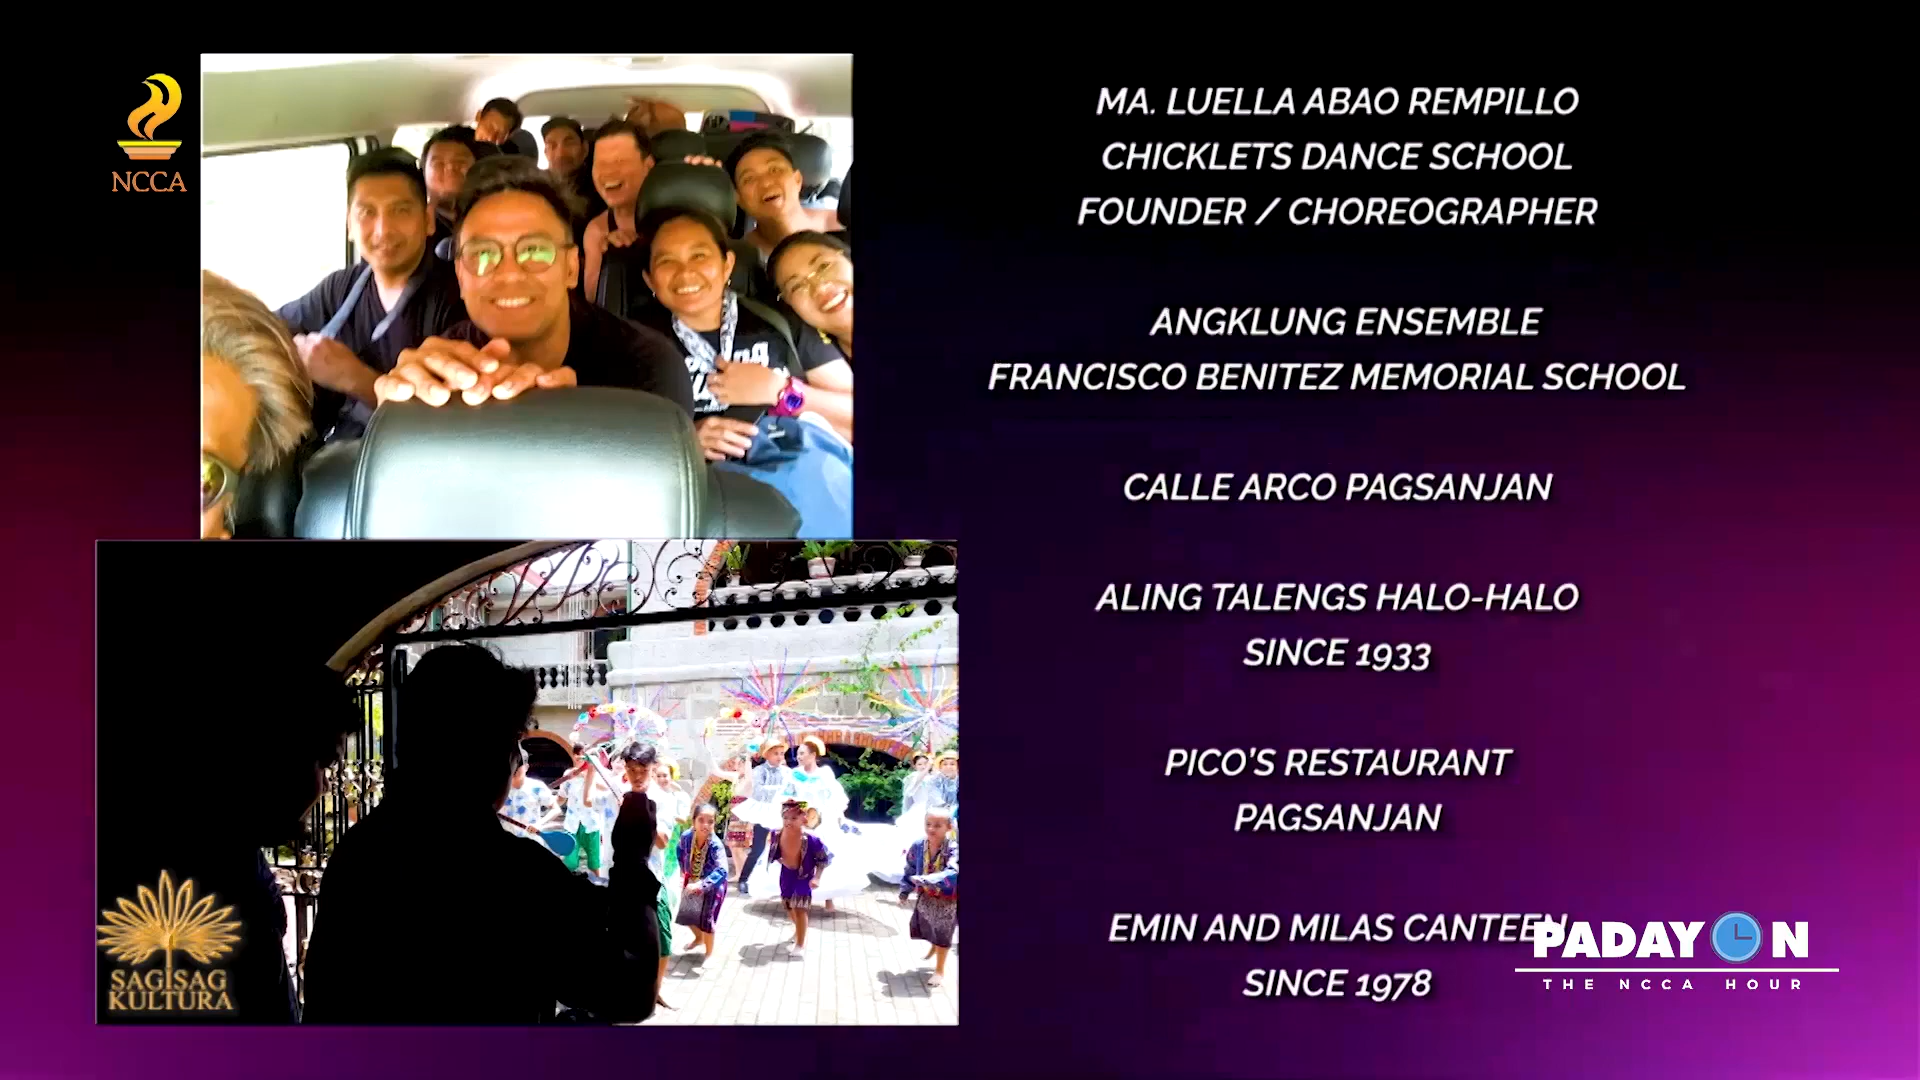 NCCA
MA. LUELLA ABAO REMPILLO
CHICKLETS DANCE SCHOOL
FOUNDER / CHOREOGRAPHER
ANGKLUNG ENSEMBLE
FRANCISCO BENITEZ MEMORIAL SCHOOL
CALLE ARCO PAGSANJAN
ALING TALENGS HALO-HALO
SINCE 1933
PICO'S RESTAURANT
PAGSANJAN
EMIN AND MILAS CANTEEN
SINCE 1978
SAGISAG
KULTURA
PADAYON
THE NCCA HOUR